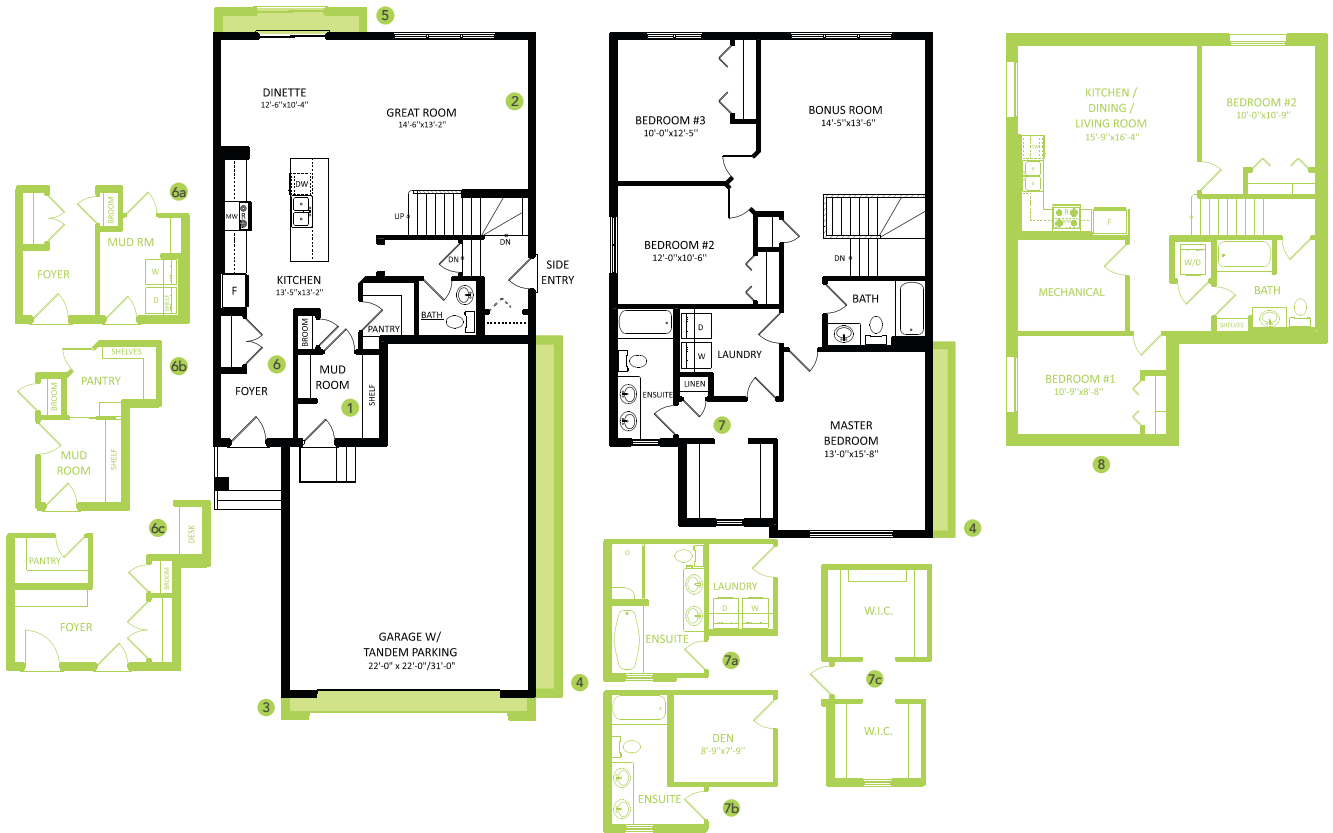 5
DINETTE
12'-6"x10'-4"
GREAT ROOM
14'-6"x13'-2"
2
DW
MW
R
UP
DN
DN
KITCHEN
13'-5"x13'-2"
F
SIDE
ENTRY
BATH
PANTRY
BROOM
MUD
ROOM
SHELF
6
FOYER
1
GARAGE W/
TANDEM PARKING
22'-0" x 22'-0"/31'-0"
3
4
6a
BROOM
MUD RM
FOYER
W
D
SHELF
SHELVES
PANTRY
6b
BROOM
MUD
ROOM
SHELF
6c
DESK
PANTRY
MOOM
FOYER
BEDROOM #3
10'-0"x12'-5"
BONUS ROOM
14'-5"x13'-6"
BEDROOM #2
12'-0"x10'-6"
DN
BATH
D
W
LAUNDRY
LINEN
ENSUITE
7
MASTER
BEDROOM
13'-0"x15'-8"
4
LAUNDRY
D
W
ENSUITE
7a
DEN
8'-9"x7'-9"
ENSUITE
7b
W.I.C.
7c
W.I.C.
KITCHEN /
DINING /
LIVING ROOM
15'-9"x16'-4"
BEDROOM #2
10'-0"x10'-9"
R
F
MECHANICAL
W/D
BATH
SHELVES
BEDROOM #1
10'-9"x8'-8"
8